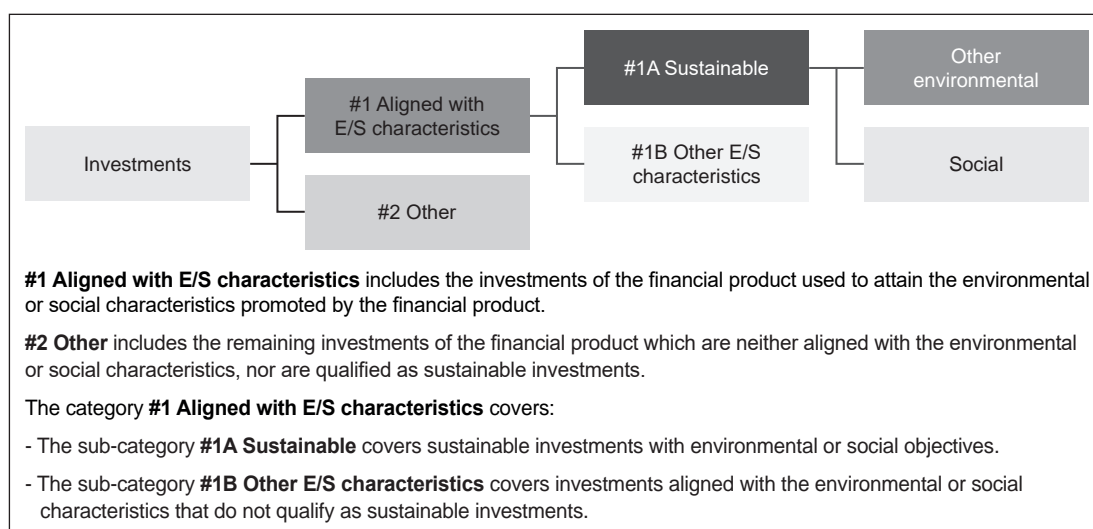 #1A Sustainable
Other
environmental
#1 Aligned with
E/S characteristics
Investments
#1B Other E/S
characteristics
Social
#2 Other
#1 Aligned with E/S characteristics includes the investments of the financial product used to attain the environmental
or social characteristics promoted by the financial product.
#2 Other includes the remaining investments of the financial product which are neither aligned with the environmental
or social characteristics, nor are qualified as sustainable investments.
The category #1 Aligned with E/S characteristics covers:
- The sub-category #1A Sustainable covers sustainable investments with environmental or social objectives.
- The sub-category #1B Other E/S characteristics covers investments aligned with the environmental or social
characteristics that do not qualify as sustainable investments.